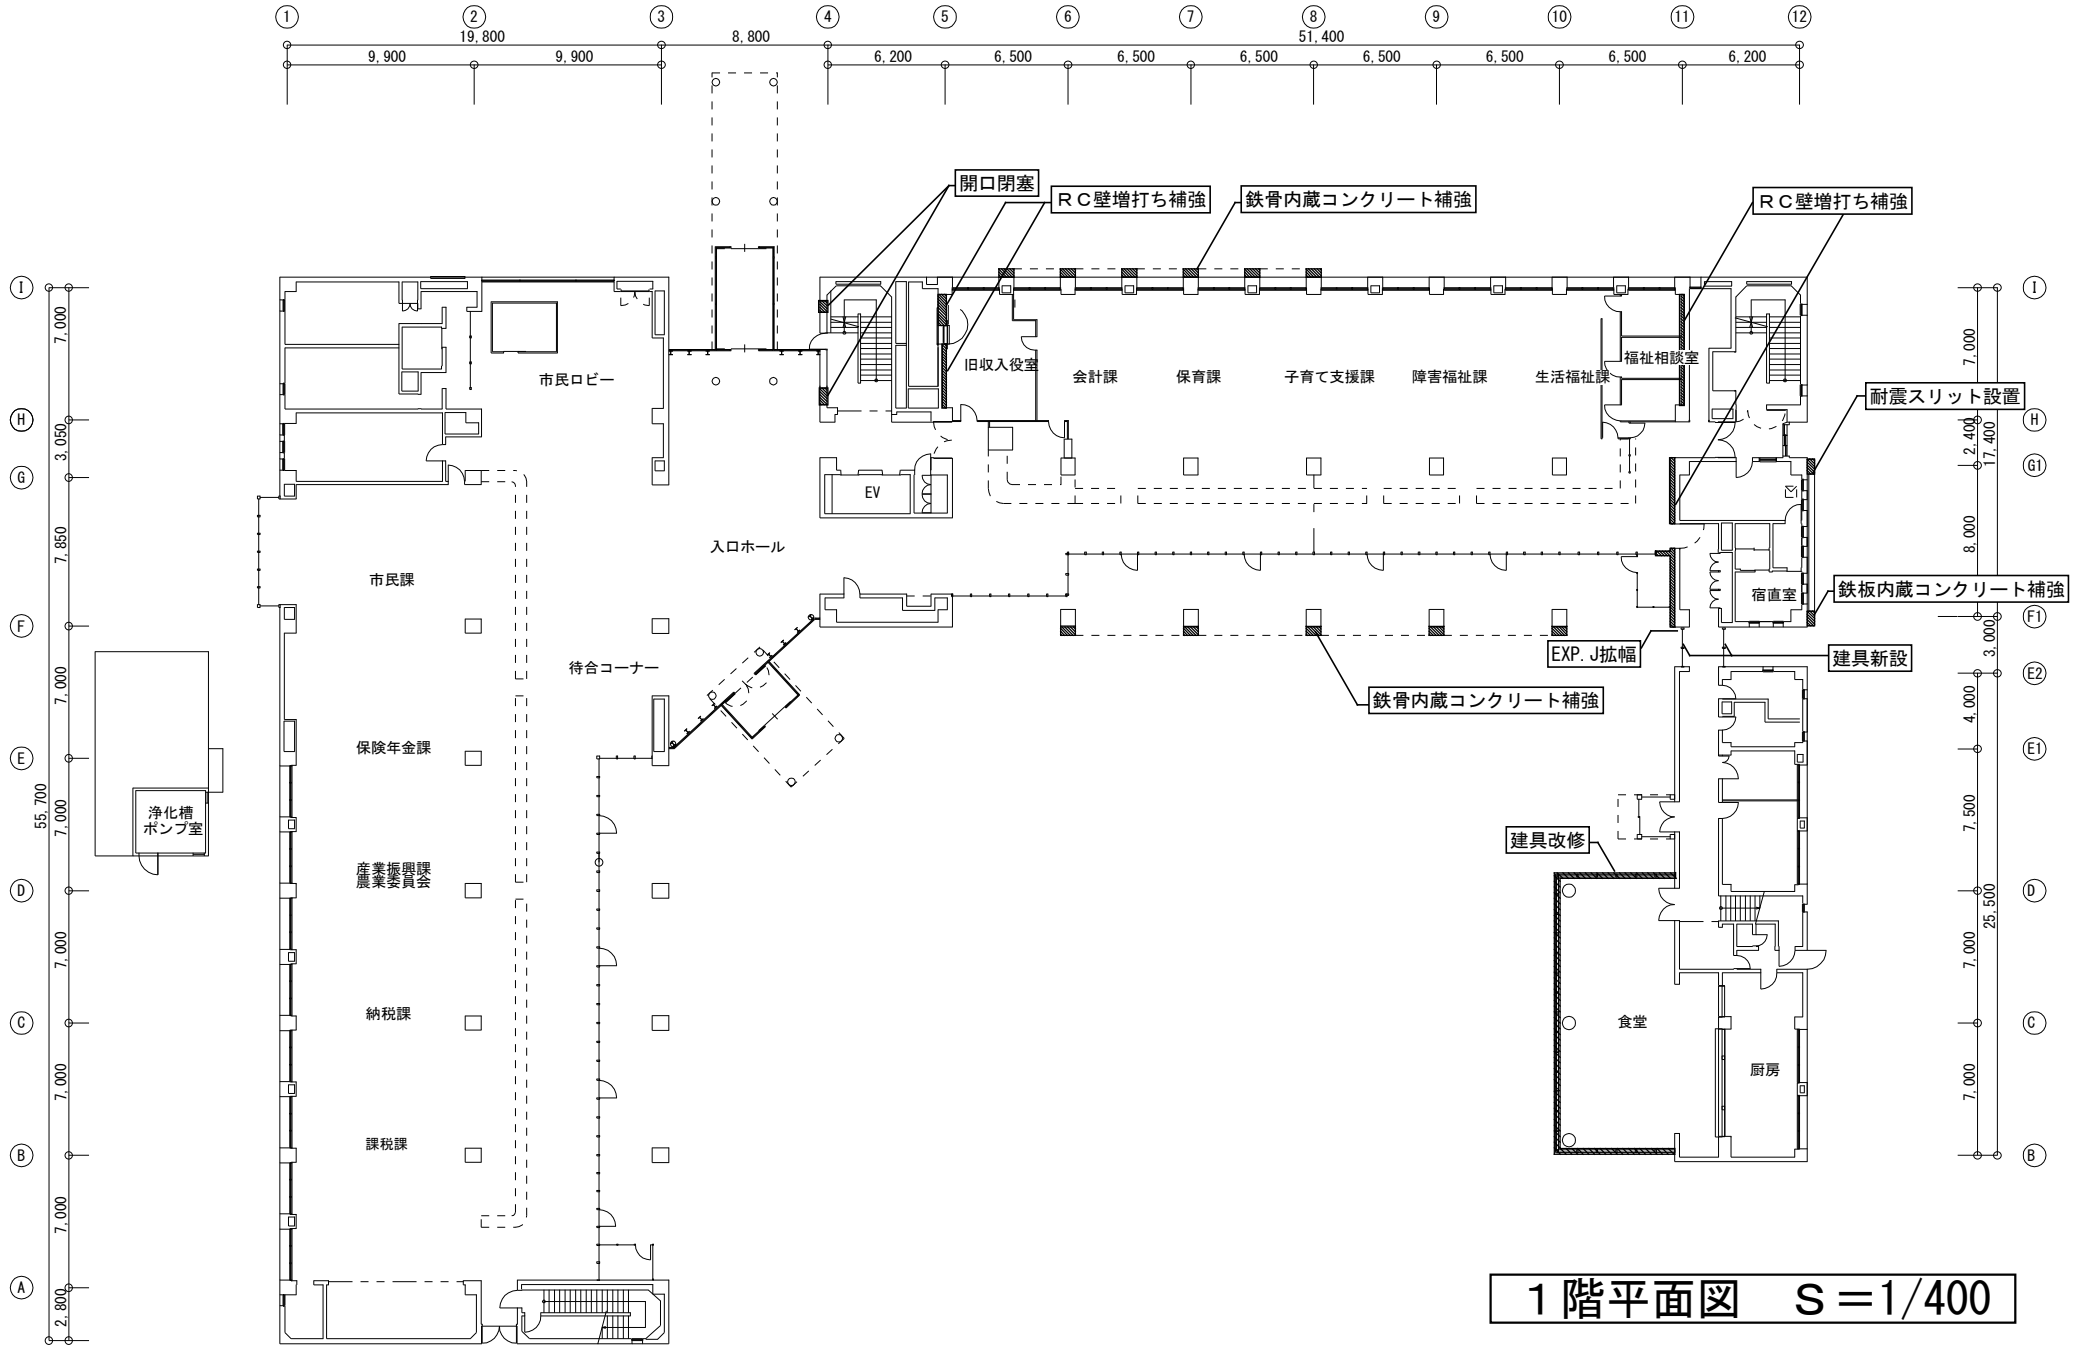 1 2 3 4 5 6 7 8 9 10 11 12
19,800 8,800 51,400
9,900 9,900 6,200 6,500 6,500 6,500 6,500 6,500 6,500 6,200
開口閉塞
ＲＣ壁増打ち補強
鉄骨内蔵コンクリート補強
ＲＣ壁増打ち補強
耐震スリット設置
鉄板内蔵コンクリート補強
建具新設
EXP.J拡幅
鉄骨内蔵コンクリート補強
建具改修
I
H
G
F
E
D
C
B
A
7,000
3,050
7,850
7,000
7,000
7,000
7,000
7,000
2,800
55,700
市民ロビー
旧収入役室
会計課
保育課
子育て支援課
障害福祉課
生活福祉課
福祉相談室
EV
入口ホール
市民課
待合コーナー
宿直室
保険年金課
浄化槽
ポンプ室
産業振興課
農業委員会
納税課
課税課
食堂
厨房
I
H
G1
F1
E2
E1
D
C
B
7,000
2,400
8,000
17,400
3,000
4,000
7,500
7,000
7,000
25,500
１階平面図　Ｓ＝1/400